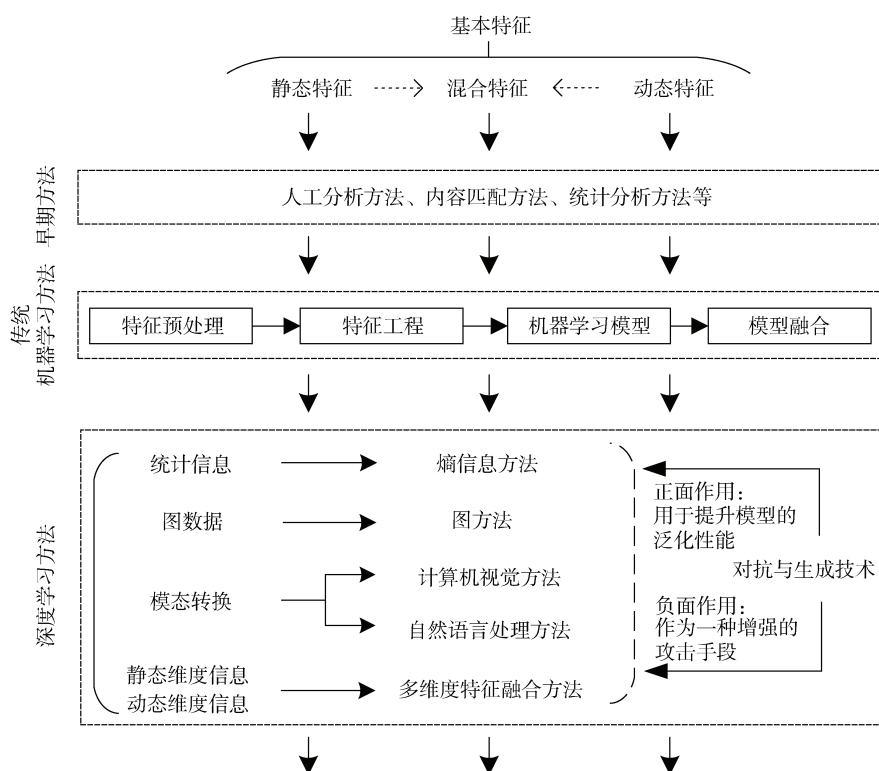 基本特征
静态特征
混合特征
动态特征
早期方法
人工分析方法、内容匹配方法、统计分析方法等
传统
机器学习方法
特征预处理
特征工程
机器学习模型
模型融合
深度学习方法
统计信息
熵信息方法
图数据
图方法
模态转换
计算机视觉方法
自然语言处理方法
静态维度信息
动态维度信息
多维度特征融合方法
正面作用：
用于提升模型的
泛化性能
对抗与生成技术
负面作用：
作为一种增强的
攻击手段